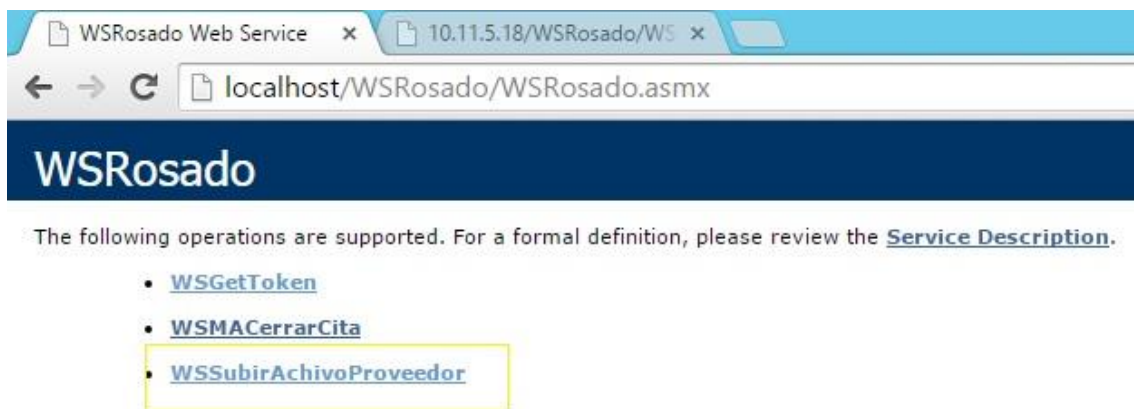 WSRosado Web Service
10.11.5.18/WSRosado/WS
localhost/WSRosado/WSRosado.asmx
WSRosado
The following operations are supported. For a formal definition, please review the Service Description.
WSGetToken
WSMACerrarCita
WSSubirAchivoProveedor